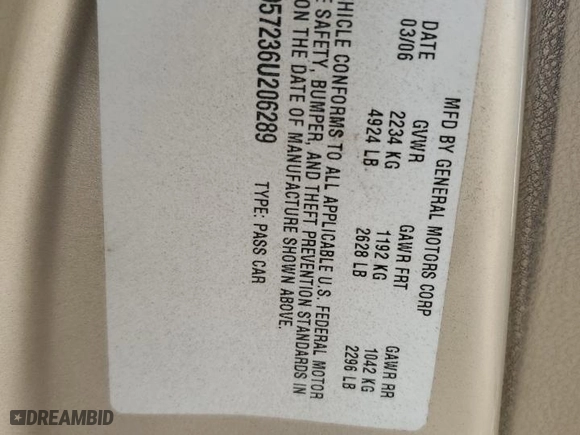 MFD BY GENERAL MOTORS CORP
DATE GVWR GAWR FRT GAWR RR
03/06 2234 KG 1192 KG 1042 KG
4924 LB 2628 LB 2296 LB
HICLE CONFORMS TO ALL APPLICABLE U.S. FEDERAL MOTOR
E SAFETY, BUMPER, AND THEFT PREVENTION STANDARDS IN
ON THE DATE OF MANUFACTURE SHOWN ABOVE.
957236U206289 TYPE: PASS CAR
DREAMBID